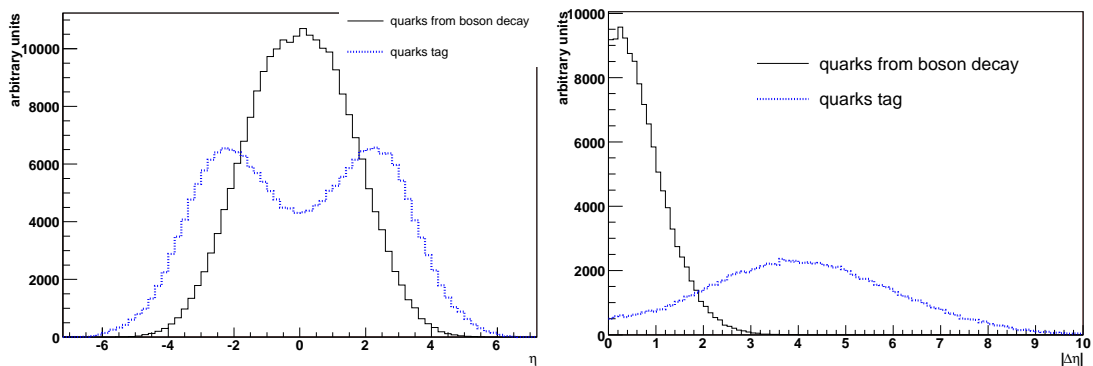 arbitrary units
10000
8000
6000
4000
2000
0
-6 -4 -2 0 2 4 6
η
quarks from boson decay
quarks tag
arbitrary units
10000
8000
6000
4000
2000
0
0 1 2 3 4 5 6 7 8 9 10
|Δη|
quarks from boson decay
quarks tag